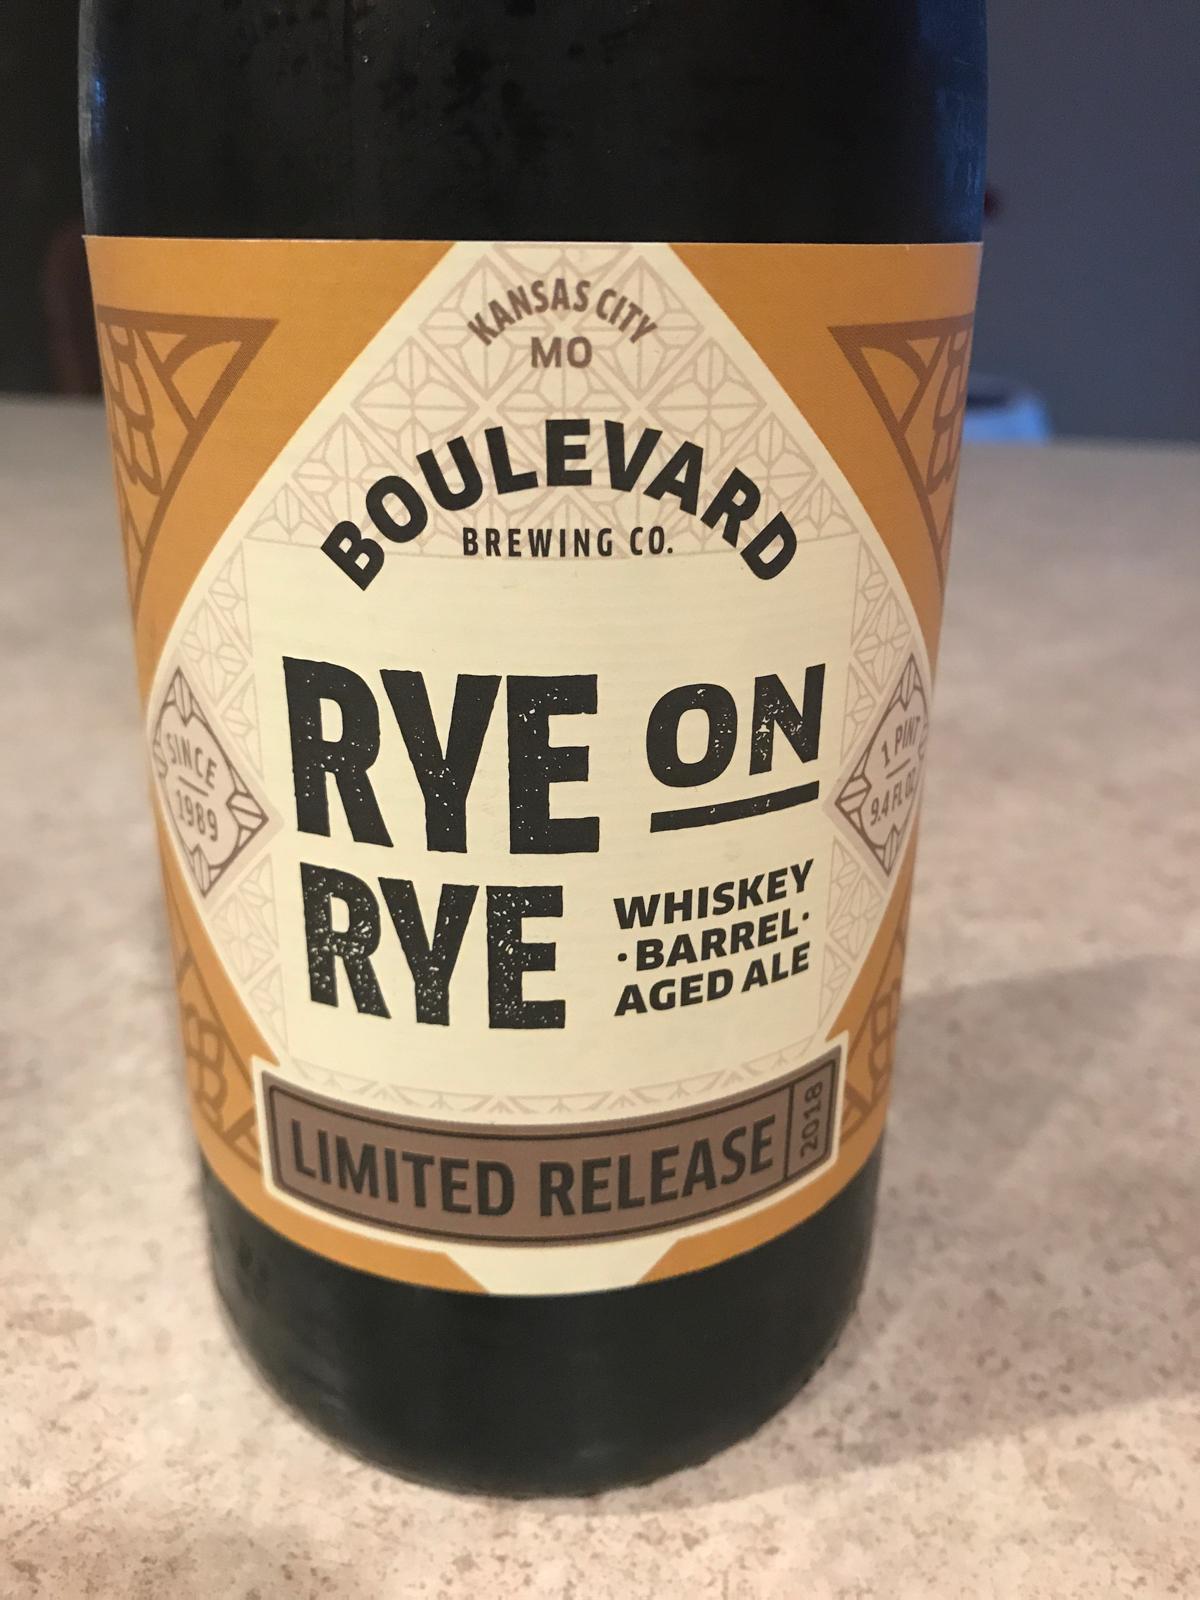 KANSAS CITY
MO
BOULEVARD
BREWING CO.
RYE ON
RYE
WHISKEY
·BARREL·
AGED ALE
SINCE
1989
1 PINT
9.4 FL OZ
LIMITED RELEASE
2018